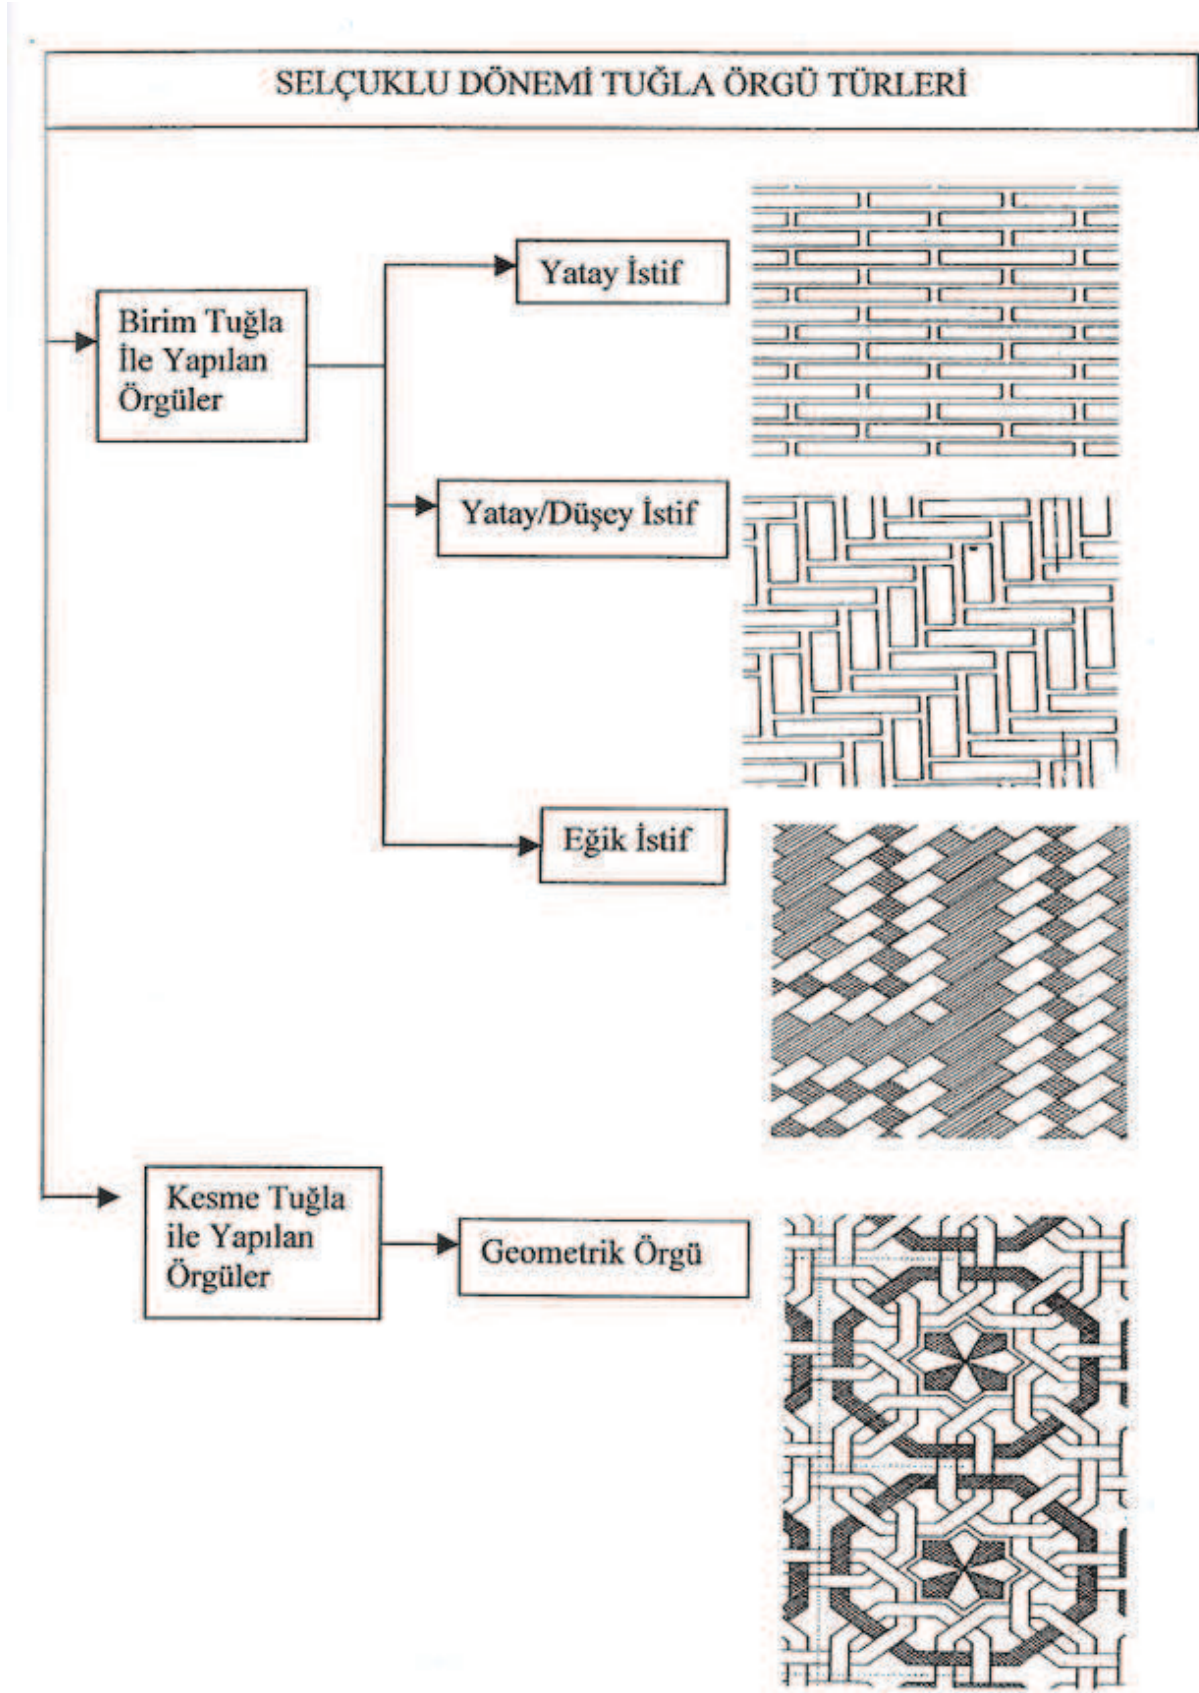 SELÇUKLU DÖNEMİ TUĞLA ÖRGÜ TÜRLERİ
Birim Tuğla
İle Yapılan
Örgüler
Yatay İstif
Yatay/Düşey İstif
Eğik İstif
Kesme Tuğla
ile Yapılan
Örgüler
Geometrik Örgü